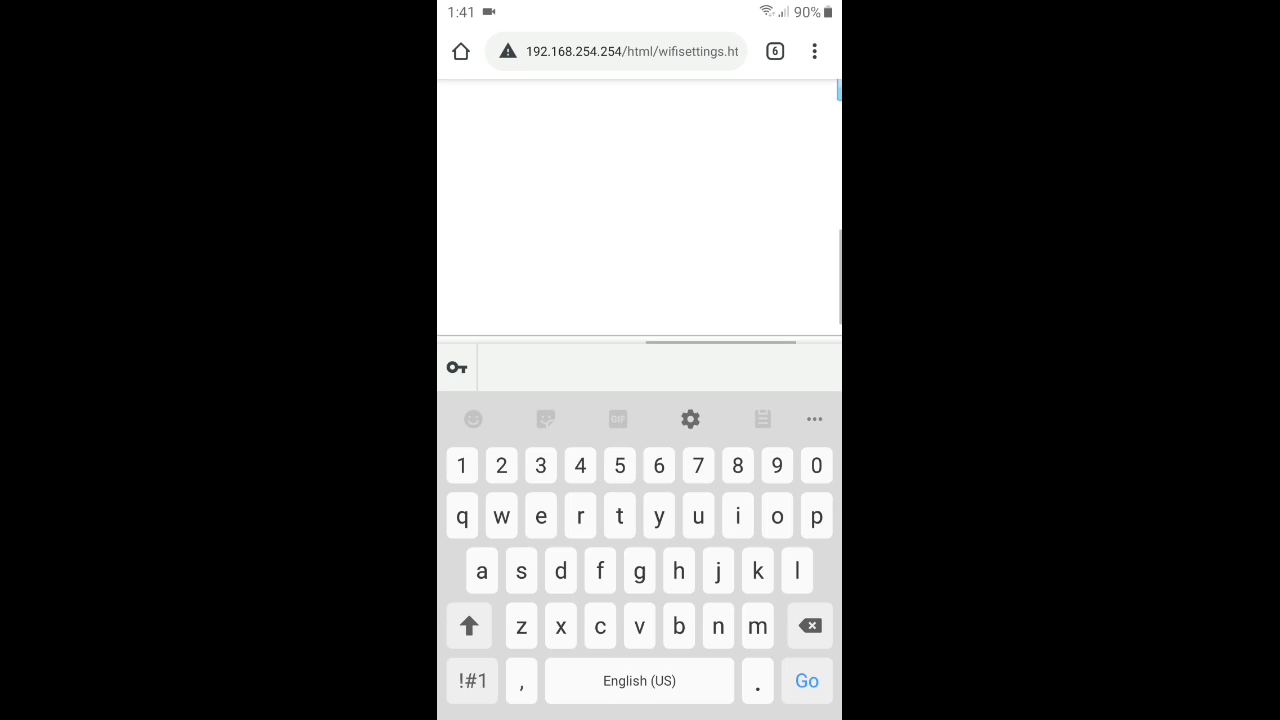 1:41 90%
192.168.254.254/html/wifisettings.ht 6
GIF
1 2 3 4 5 6 7 8 9 0
q w e r t y u i o p
a s d f g h j k l
z x c v b n m
!#1 , English (US) . Go